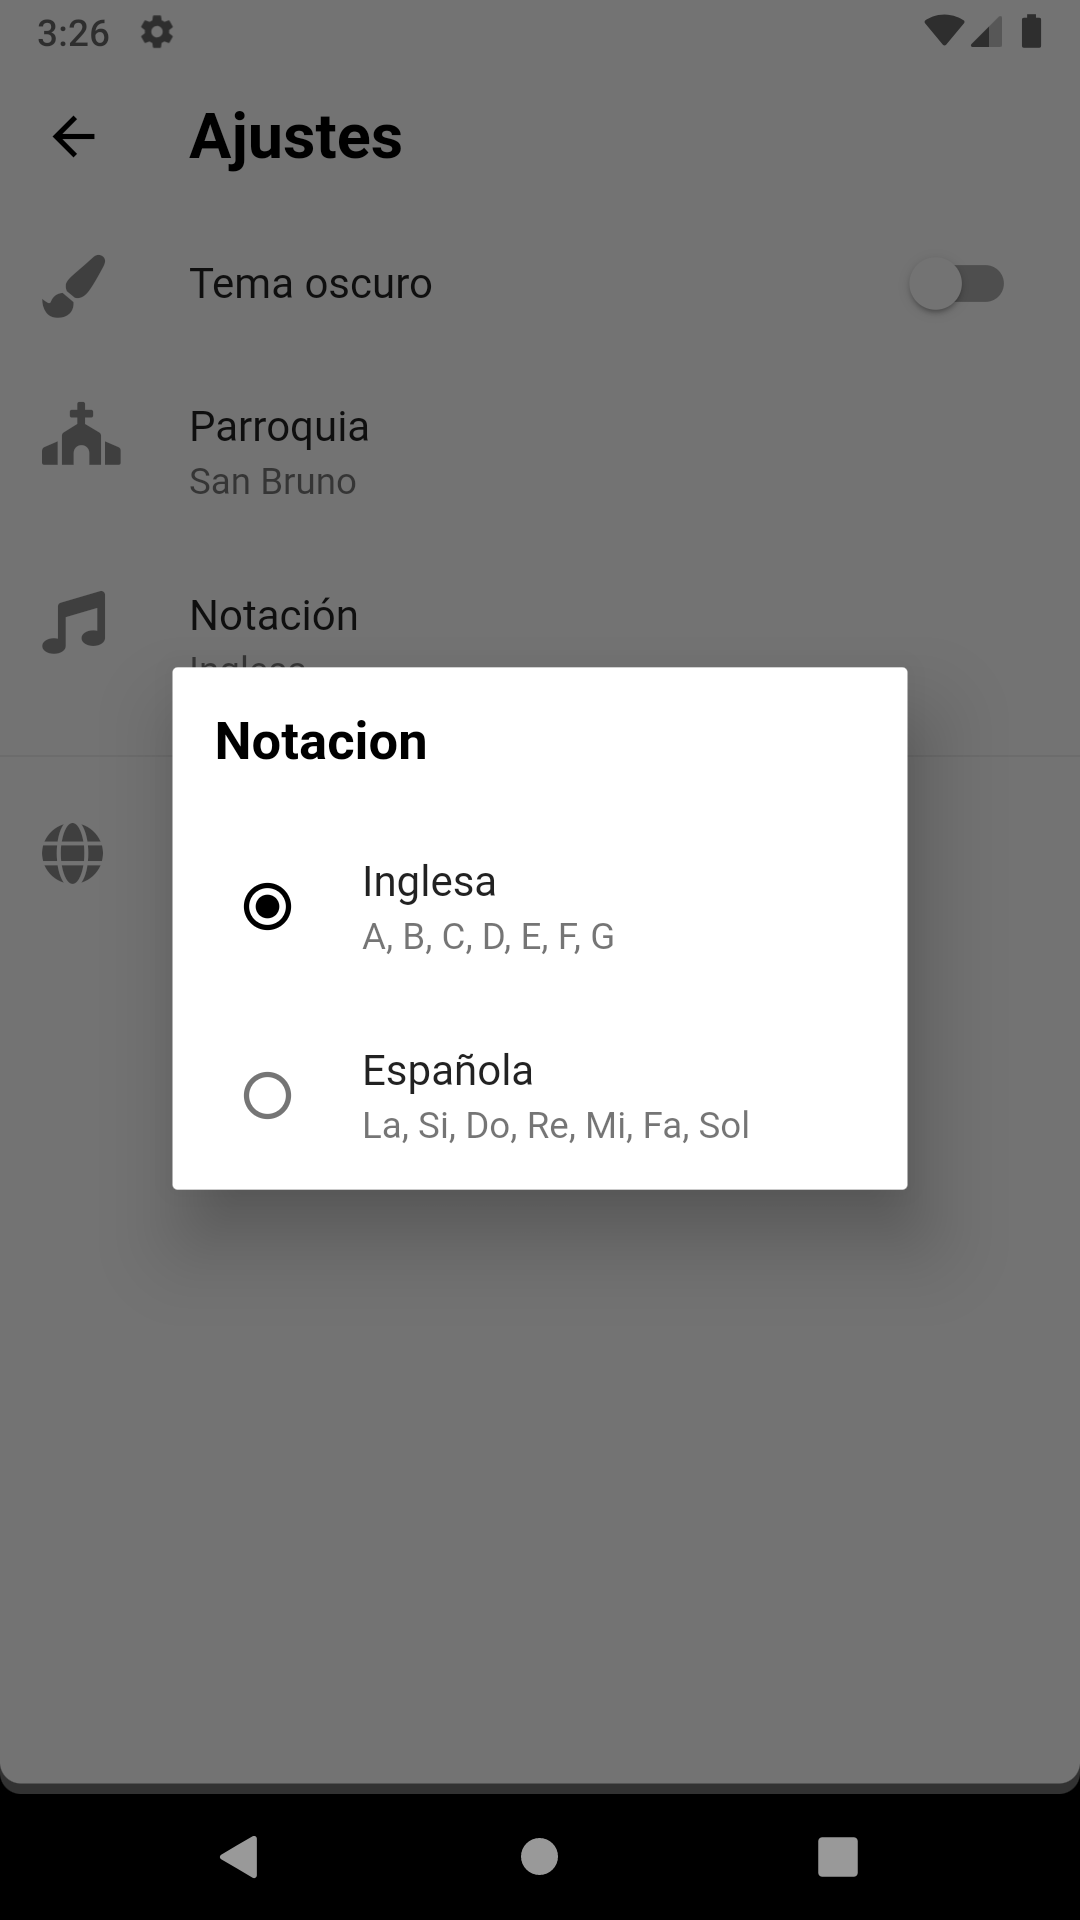 3:26
Ajustes
Tema oscuro
Parroquia
San Bruno
Notación
Inglesa
Notacion
Inglesa
A, B, C, D, E, F, G
Española
La, Si, Do, Re, Mi, Fa, Sol